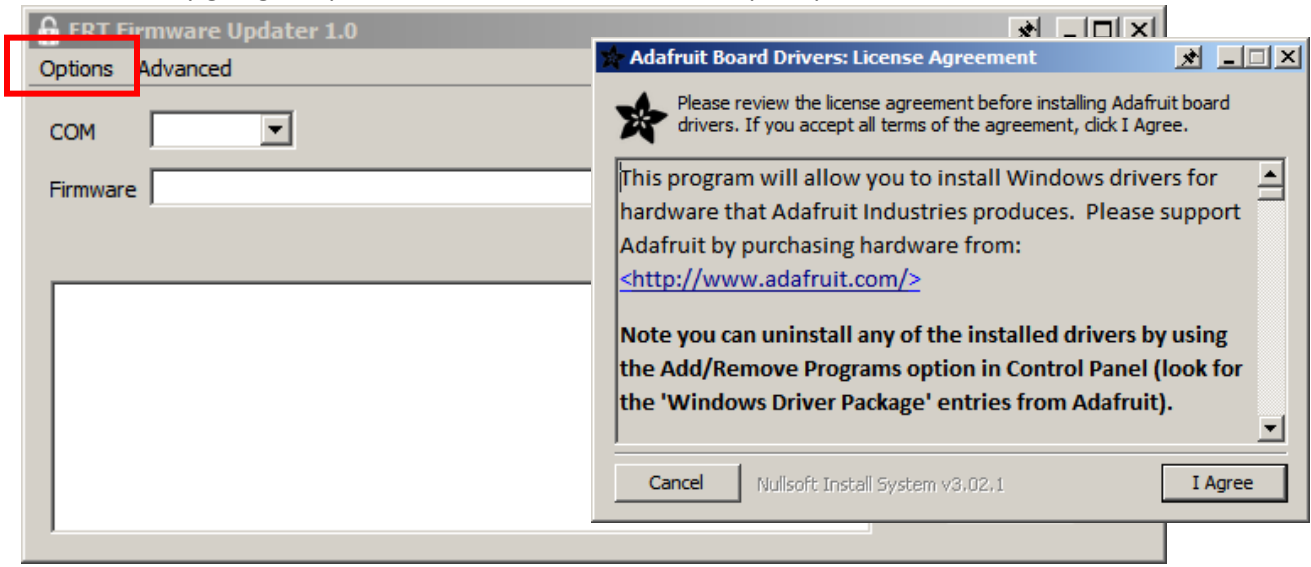 ERT Firmware Updater 1.0
Options Advanced
COM
Firmware
Adafruit Board Drivers: License Agreement
Please review the license agreement before installing Adafruit board
drivers. If you accept all terms of the agreement, click I Agree.
This program will allow you to install Windows drivers for
hardware that Adafruit Industries produces. Please support
Adafruit by purchasing hardware from:
<http://www.adafruit.com/>
Note you can uninstall any of the installed drivers by using
the Add/Remove Programs option in Control Panel (look for
the 'Windows Driver Package' entries from Adafruit).
Cancel Nullsoft Install System v3.02.1 I Agree